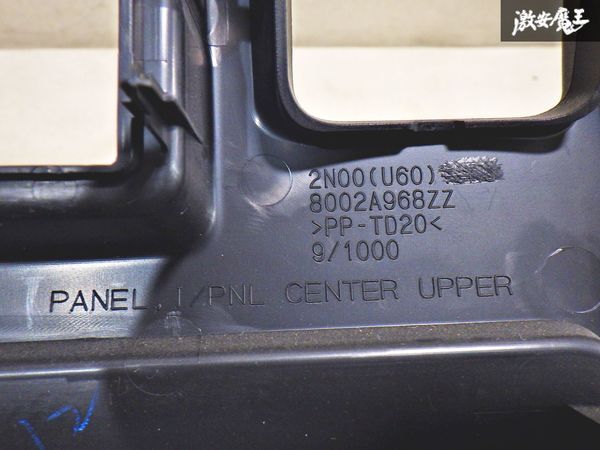 激安魔王
2N00(U60)
8002A968ZZ
>PP-TD20<
9/1000
PANEL,I/PNL CENTER UPPER